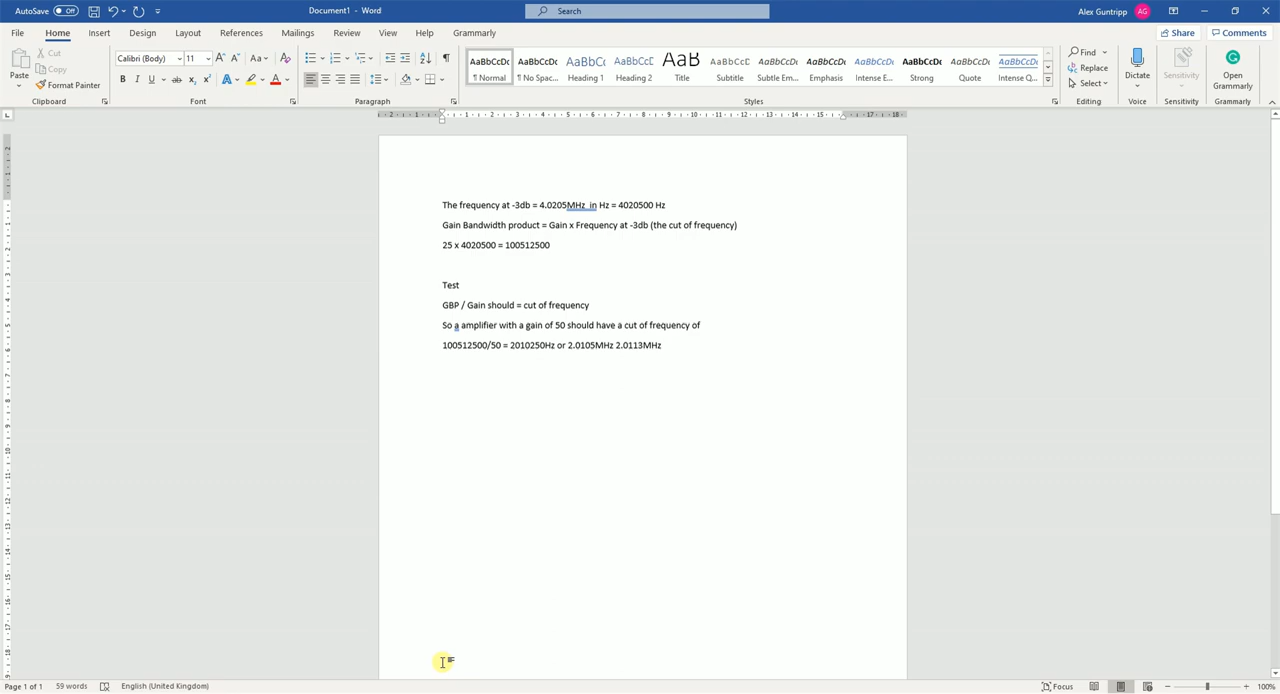 AutoSave Off Document1 - Word Search Alex Guntripp AG
File Home Insert Design Layout References Mailings Review View Help Grammarly Share Comments
Paste Cut Copy Format Painter Clipboard
Calibri (Body) 11 Font
Paragraph
AaBbCcDc AaBbCcDc AaBbCc AaBbCcD AaB AaBbCcD AaBbCcDc AaBbCcDc AaBbCcDc AaBbCcDc AaBbCcDc AaBbCcDc
¶ Normal ¶ No Spac... Heading 1 Heading 2 Title Subtitle Subtle Em... Emphasis Intense E... Strong Quote Intense Q...
Styles
Find Replace Select Editing
Dictate Voice
Sensitivity Sensitivity
Open Grammarly Grammarly
The frequency at -3db = 4.0205MHz in Hz = 4020500 Hz
Gain Bandwidth product = Gain x Frequency at -3db (the cut of frequency)
25 x 4020500 = 100512500
Test
GBP / Gain should = cut of frequency
So a amplifier with a gain of 50 should have a cut of frequency of
100512500/50 = 2010250Hz or 2.0105MHz 2.0113MHz
Page 1 of 1 59 words English (United Kingdom) Focus 100%